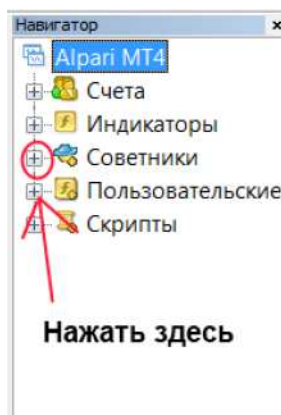 Навигатор
Alpari MT4
Счета
Индикаторы
Советники
Пользовательские
Скрипты
Нажать здесь